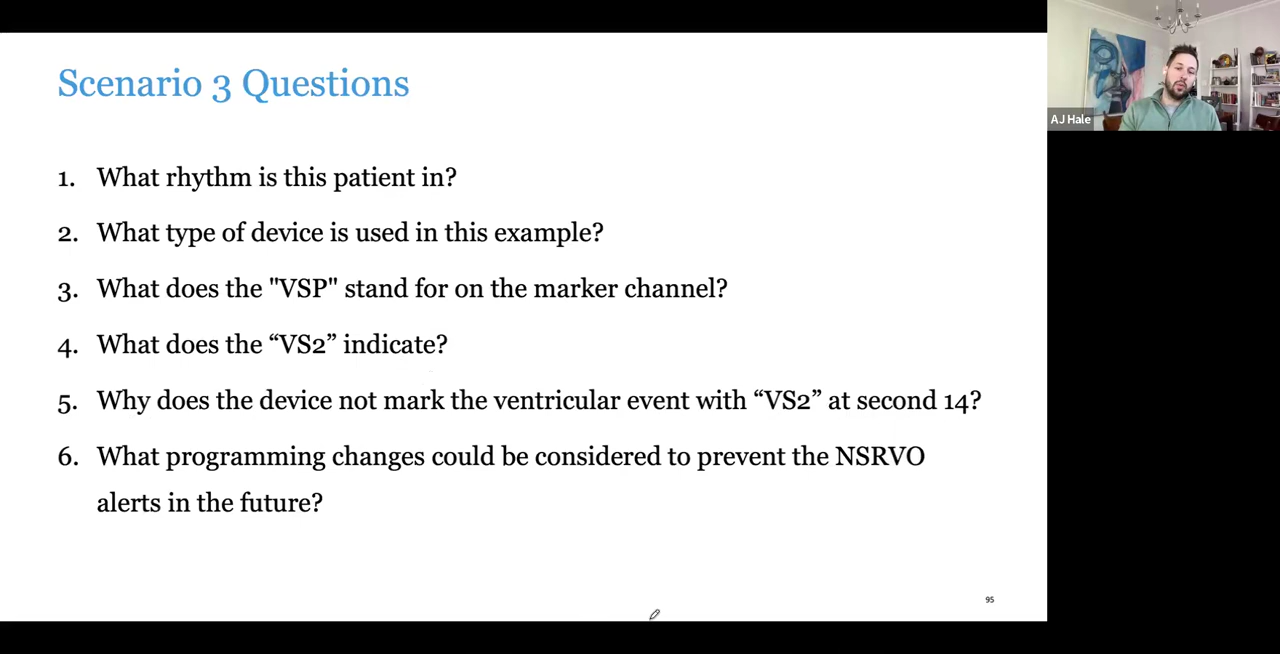 Scenario 3 Questions
1. What rhythm is this patient in?
2. What type of device is used in this example?
3. What does the "VSP" stand for on the marker channel?
4. What does the “VS2” indicate?
5. Why does the device not mark the ventricular event with “VS2” at second 14?
6. What programming changes could be considered to prevent the NSRVO
alerts in the future?
95
AJ Hale